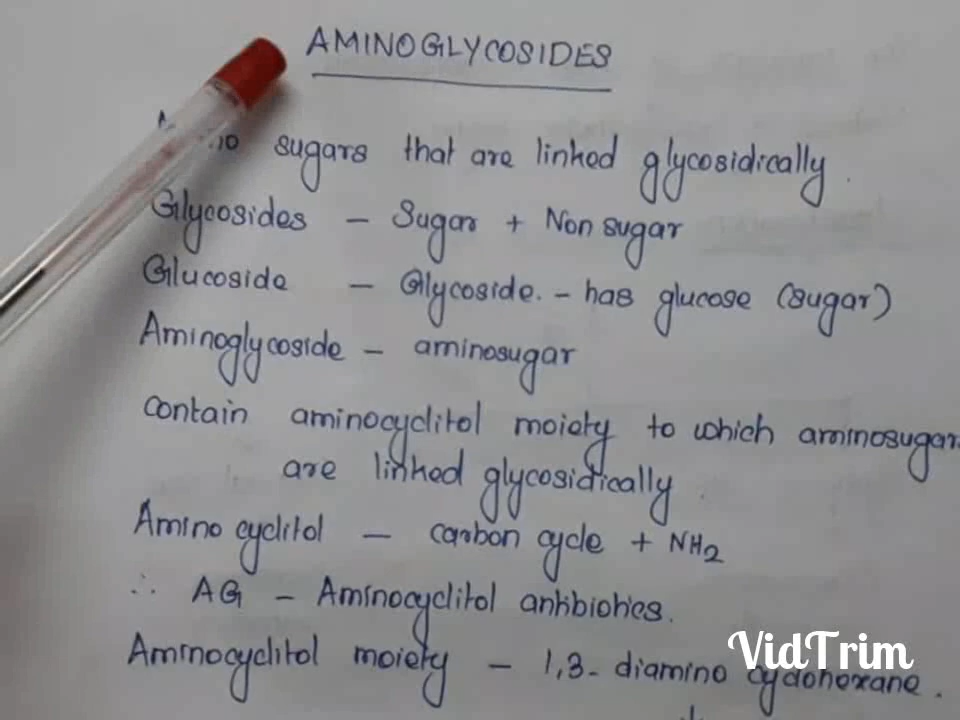 AMINOGLYCOSIDES
sugars that are linked glycosidically.
Glycosides - Sugar + Non sugar
Glucoside - Glycoside. - has glucose (sugar)
Aminoglycoside - aminosugar
contain aminocyclitol moiety to which aminosugar
are linked glycosidically.
Amino cyclitol - carbon cycle + NH2
∴ AG - Aminocyclitol antibiotics.
Aminocyclitol moiety - 1,3- diamino cyclohexane.
VidTrim